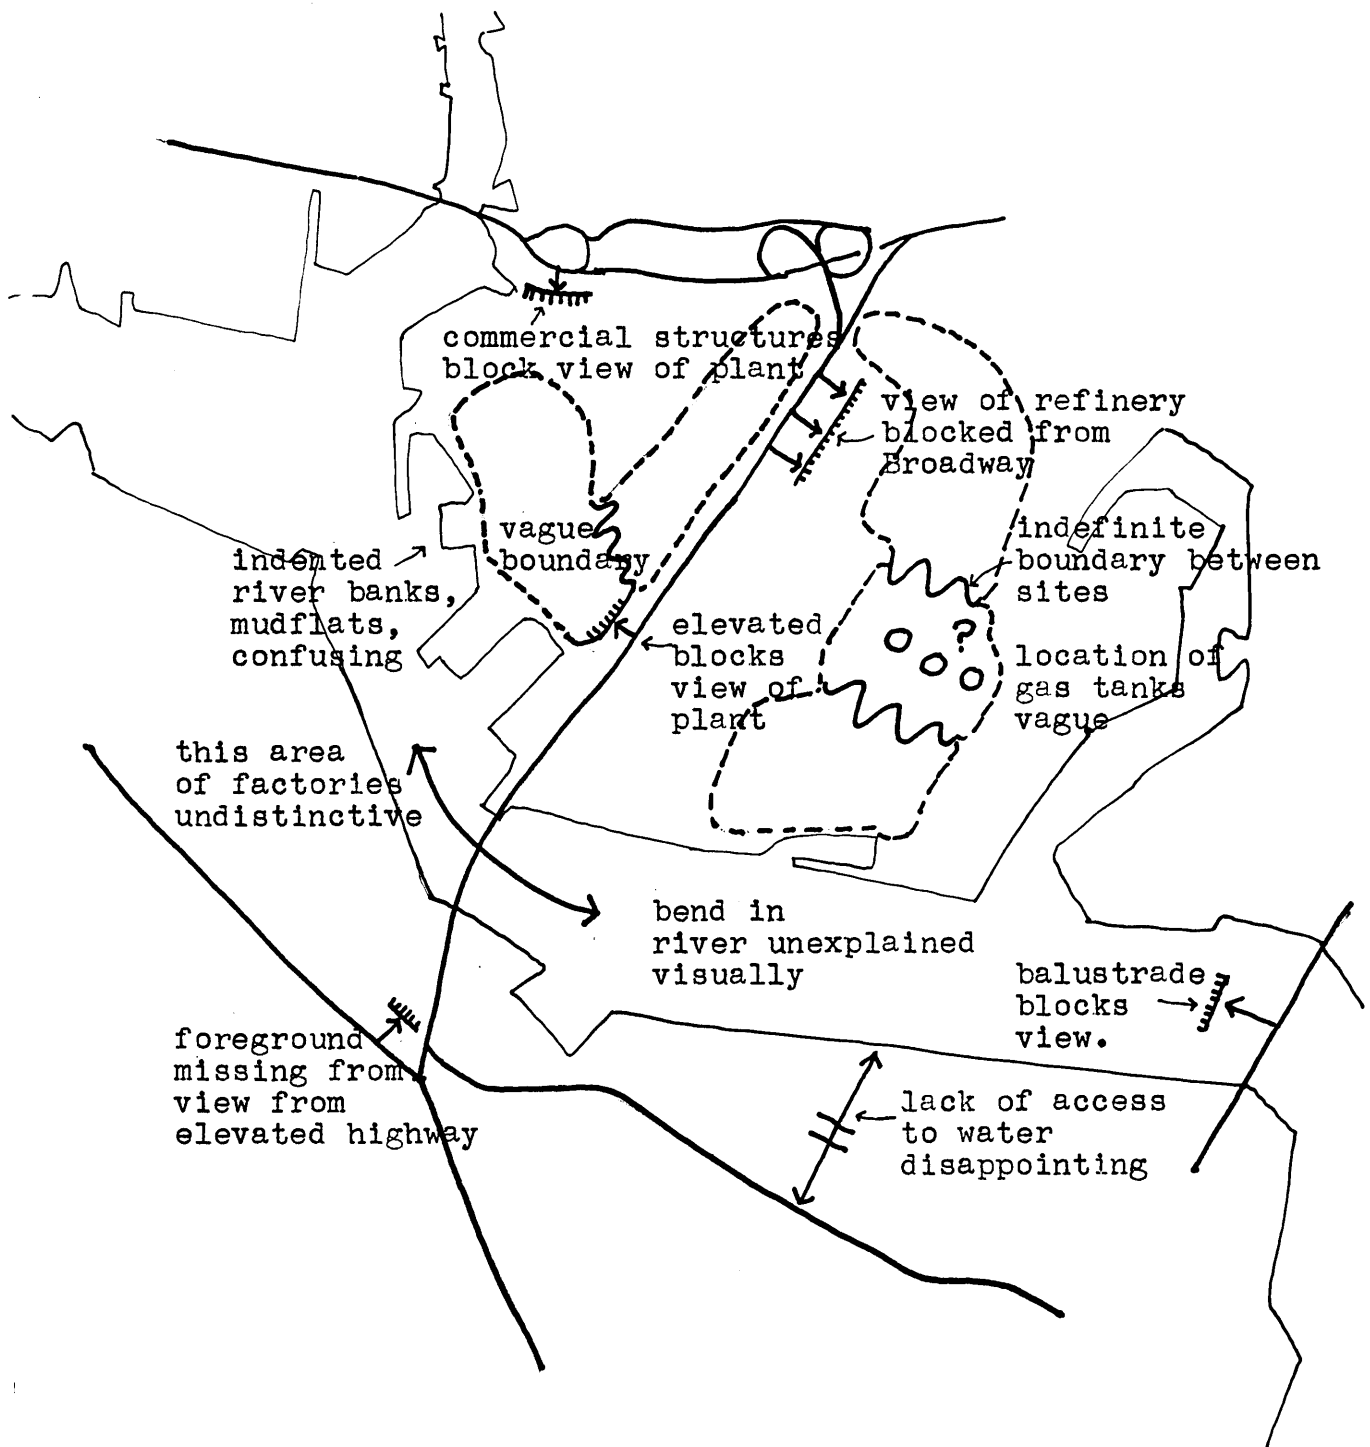 commercial structures
block view of plant
view of refinery
blocked from
Broadway
vague
boundary
indefinite
boundary between
sites
indented
river banks,
mudflats,
confusing
elevated
blocks
view of
plant
?
location of
gas tanks
vague
this area
of factories
undistinctive
bend in
river unexplained
visually
balustrade
blocks
view.
foreground
missing from
view from
elevated highway
lack of access
to water
disappointing